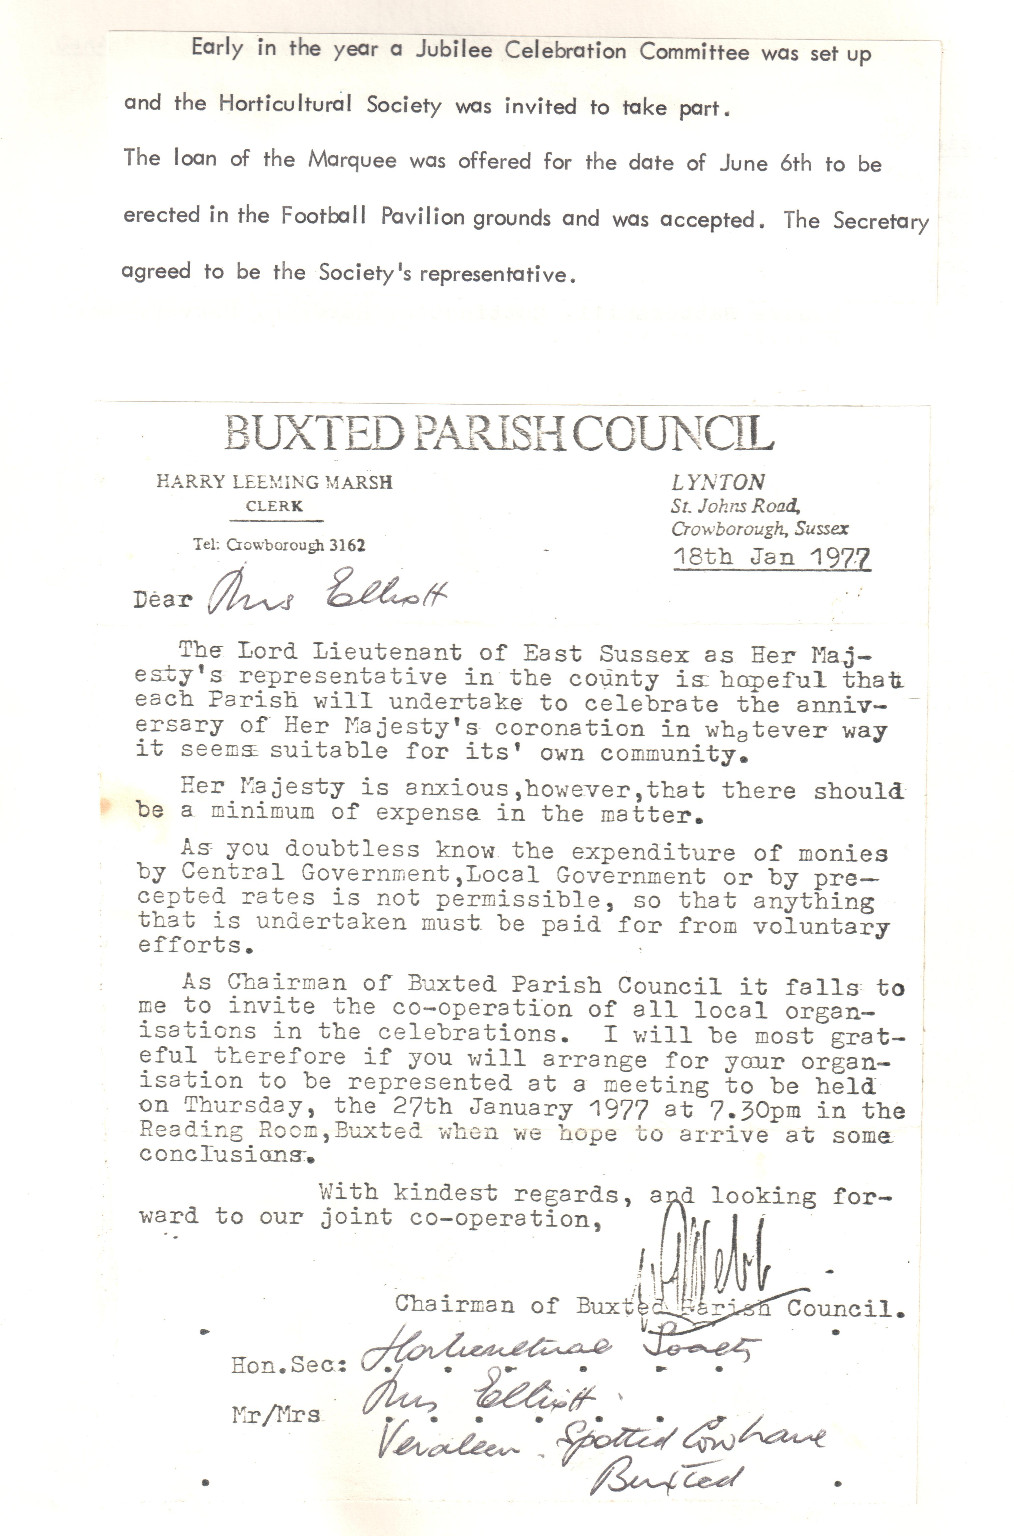 Early in the year a Jubilee Celebration Committee was set up
and the Horticultural Society was invited to take part.
The loan of the Marquee was offered for the date of June 6th to be
erected in the Football Pavilion grounds and was accepted. The Secretary
agreed to be the Society's representative.
BUXTED PARISH COUNCIL
HARRY LEEMING MARSH
CLERK
Tel: Crowborough 3162
LYNTON
St. Johns Road,
Crowborough, Sussex
18th Jan 1977
Dear Mrs Elliott
The Lord Lieutenant of East Sussex as Her Maj-
esty's representative in the county is hopeful that
each Parish will undertake to celebrate the anniv-
ersary of Her Majesty's coronation in whatever way
it seems suitable for its' own community.
Her Majesty is anxious,however,that there should
be a minimum of expense in the matter.
As you doubtless know the expenditure of monies
by Central Government,Local Government or by pre-
cepted rates is not permissible, so that anything
that is undertaken must be paid for from voluntary
efforts.
As Chairman of Buxted Parish Council it falls to
me to invite the co-operation of all local organ-
isations in the celebrations. I will be most grat-
eful therefore if you will arrange for your organ-
isation to be represented at a meeting to be held
on Thursday, the 27th January 1977 at 7.30pm in the
Reading Room,Buxted when we hope to arrive at some
conclusions.
With kindest regards, and looking for-
ward to our joint co-operation,
Chairman of Buxted Parish Council.
Hon.Sec: Horticultural Society
Mr/Mrs Mrs Elliott
Spotted Cow Lane
Buxted